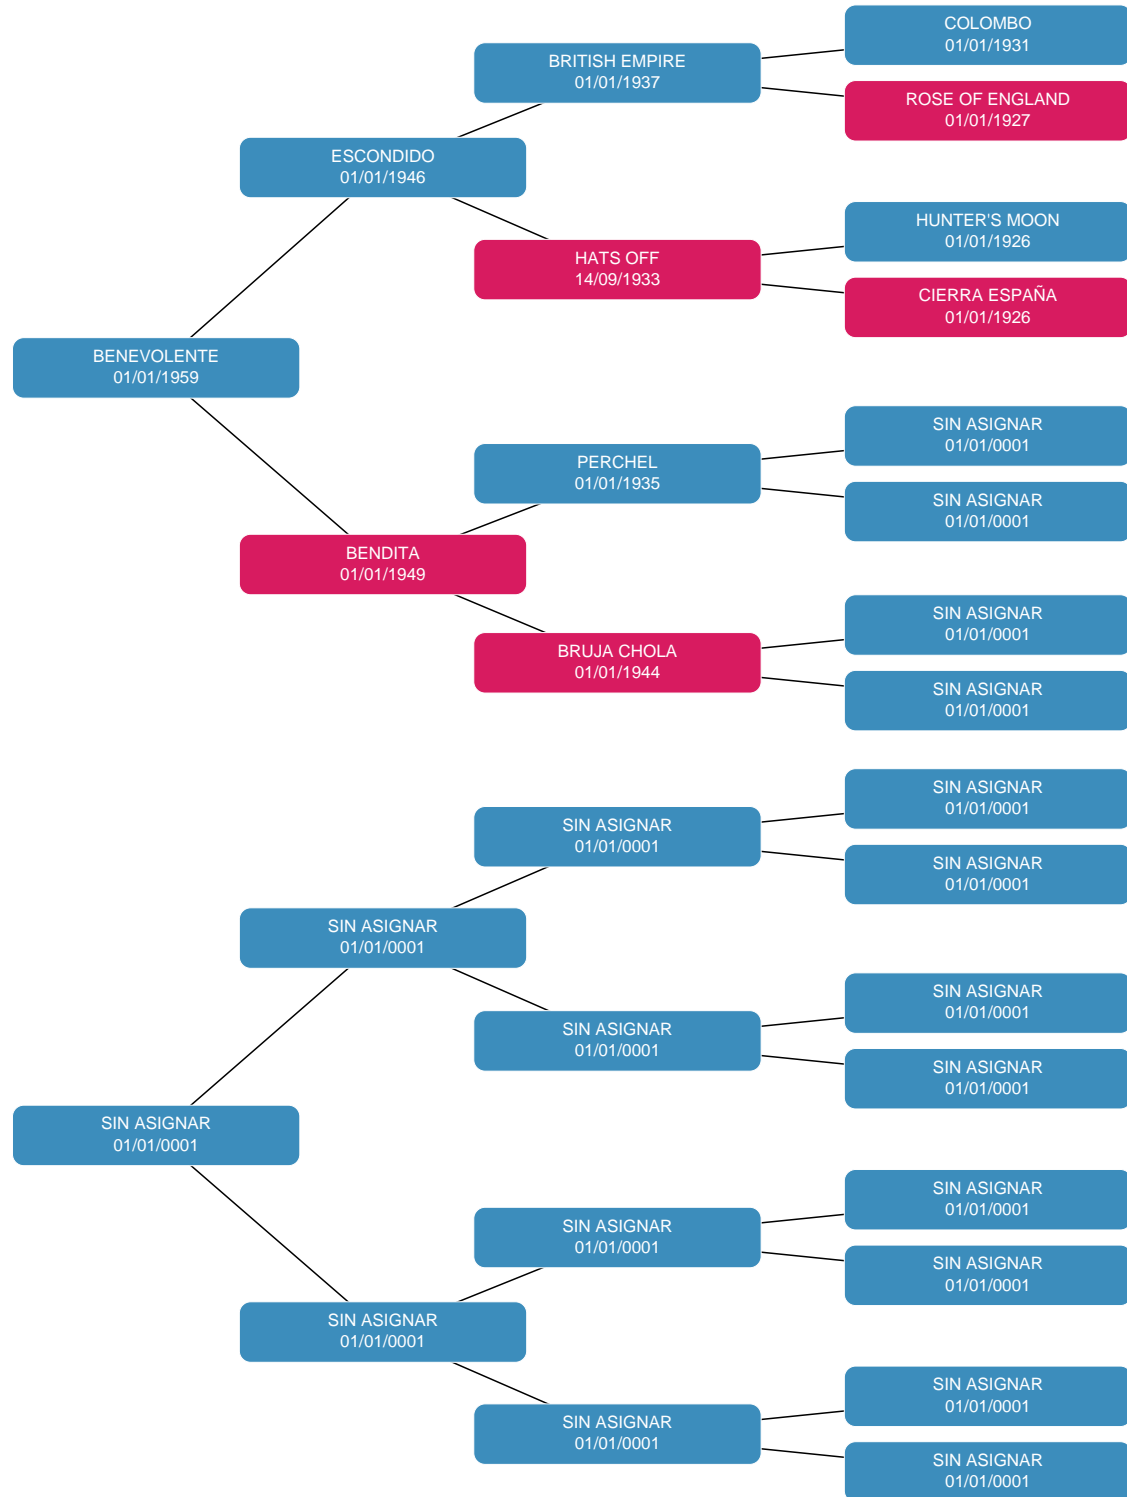 COLOMBO
01/01/1931
BRITISH EMPIRE
01/01/1937
ROSE OF ENGLAND
01/01/1927
ESCONDIDO
01/01/1946
HUNTER'S MOON
01/01/1926
HATS OFF
14/09/1933
CIERRA ESPAÑA
01/01/1926
BENEVOLENTE
01/01/1959
SIN ASIGNAR
01/01/0001
PERCHEL
01/01/1935
SIN ASIGNAR
01/01/0001
BENDITA
01/01/1949
SIN ASIGNAR
01/01/0001
BRUJA CHOLA
01/01/1944
SIN ASIGNAR
01/01/0001
SIN ASIGNAR
01/01/0001
SIN ASIGNAR
01/01/0001
SIN ASIGNAR
01/01/0001
SIN ASIGNAR
01/01/0001
SIN ASIGNAR
01/01/0001
SIN ASIGNAR
01/01/0001
SIN ASIGNAR
01/01/0001
SIN ASIGNAR
01/01/0001
SIN ASIGNAR
01/01/0001
SIN ASIGNAR
01/01/0001
SIN ASIGNAR
01/01/0001
SIN ASIGNAR
01/01/0001
SIN ASIGNAR
01/01/0001
SIN ASIGNAR
01/01/0001
SIN ASIGNAR
01/01/0001